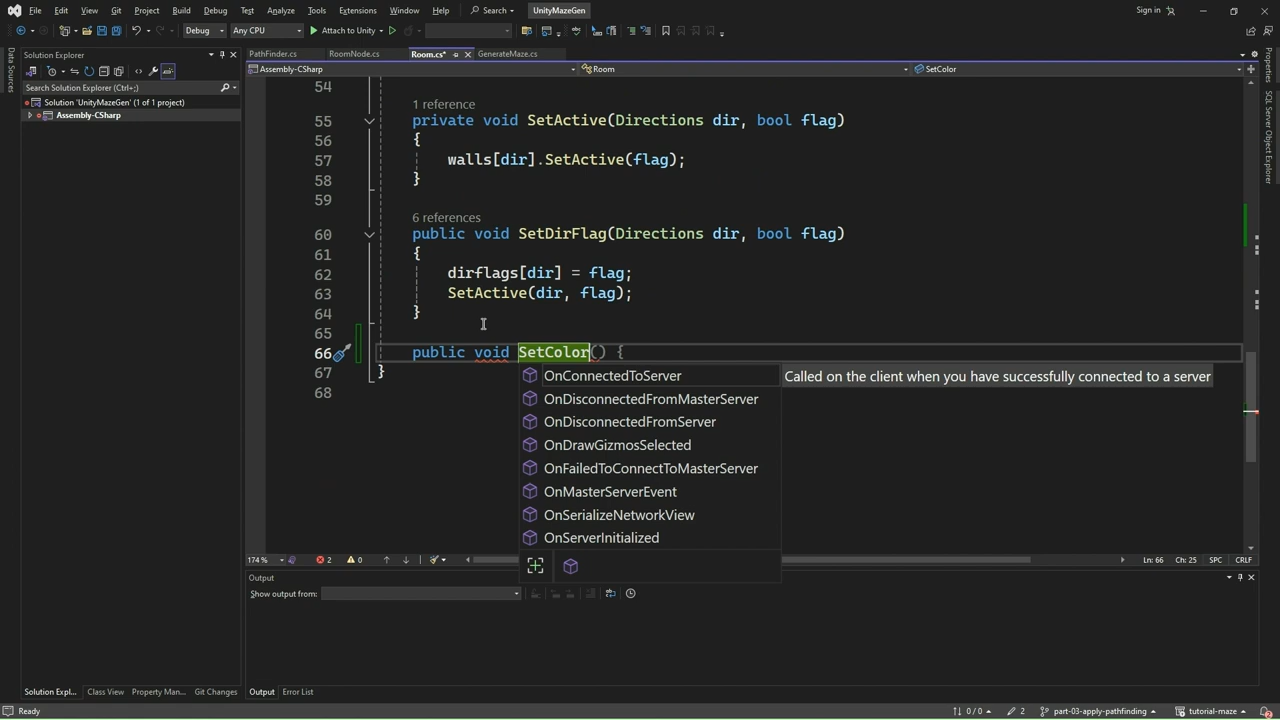 File Edit View Git Project Build Debug Test Analyze Tools Extensions Window Help Search UnityMazeGen Sign in
Debug Any CPU Attach to Unity
Data Sources
Solution Explorer
Search Solution Explorer (Ctrl+;)
Solution 'UnityMazeGen' (1 of 1 project)
Assembly-CSharp
PathFinder.cs RoomNode.cs Room.cs* GenerateMaze.cs
Assembly-CSharp Room SetColor
54
1 reference
55 private void SetActive(Directions dir, bool flag)
56 {
57 walls[dir].SetActive(flag);
58 }
59
6 references
60 public void SetDirFlag(Directions dir, bool flag)
61 {
62 dirflags[dir] = flag;
63 SetActive(dir, flag);
64 }
65
66 public void SetColor() {
67 }
68
OnConnectedToServer
OnDisconnectedFromMasterServer
OnDisconnectedFromServer
OnDrawGizmosSelected
OnFailedToConnectToMasterServer
OnMasterServerEvent
OnSerializeNetworkView
OnServerInitialized
Called on the client when you have successfully connected to a server
174 % 2 0 Ln: 66 Ch: 25 SPC CRLF
Output
Show output from:
Solution Expl... Class View Property Man... Git Changes Output Error List
Ready 0 / 0 2 part-03-apply-pathfinding tutorial-maze
Properties
SQL Server Object Explorer